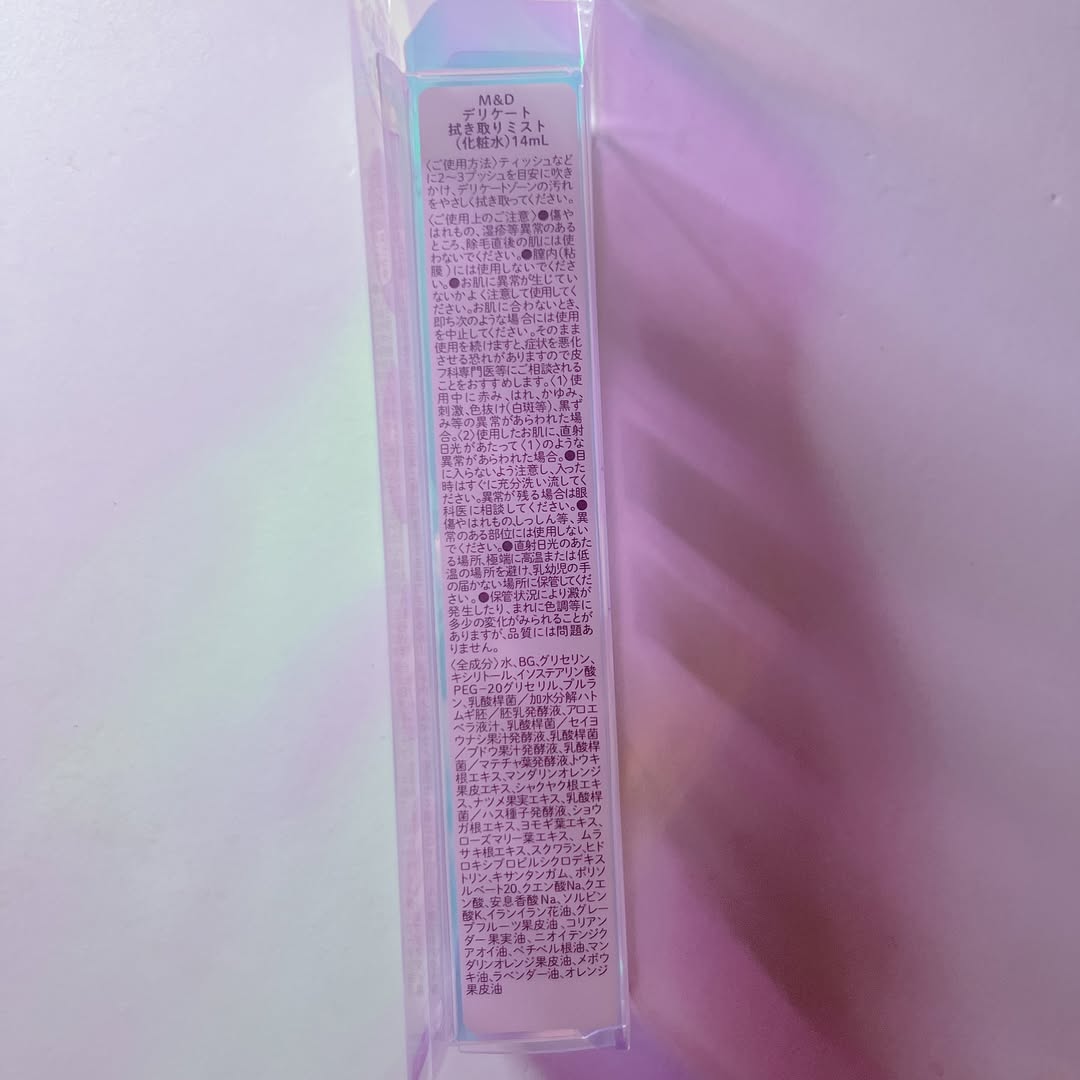 M&D
デリケート
拭き取りミスト
(化粧水)14mL
〈ご使用方法〉ティッシュなど
に2〜3プッシュを目安に吹き
かけ、デリケートゾーンの汚れ
をやさしく拭き取ってください。
〈ご使用上のご注意〉●傷や
はれもの、湿疹等異常のある
ところ、除毛直後の肌には使
わないでください。●膣内(粘
膜)には使用しないでくださ
い。●お肌に異常が生じてい
ないかよく注意して使用してく
ださい。お肌に合わないとき、
即ち次のような場合には使用
を中止してください。そのまま
使用を続けますと、症状を悪化
させる恐れがありますので皮
フ科専門医等にご相談される
ことをおすすめします。〈1〉使
用中に赤み、はれ、かゆみ、
刺激、色抜け(白斑等)、黒ず
み等の異常があらわれた場
合。〈2〉使用したお肌に、直射
日光があたって〈1〉のような
異常があらわれた場合。●目
に入らないよう注意し、入った
時はすぐに充分洗い流してく
ださい。異常が残る場合は眼
科医に相談してください。●
傷やはれもの、しっしん等、異
常のある部位には使用しない
でください。●直射日光のあた
る場所、極端に高温または低
温の場所を避け、乳幼児の手
の届かない場所に保管してくだ
さい。●保管状況により澱が
発生したり、まれに色調等に
多少の変化がみられることが
ありますが、品質には問題あ
りません。
〈全成分〉水、BG、グリセリン、
キシリトール、イソステアリン酸
PEG-20グリセリル、プルラ
ン、乳酸桿菌/加水分解ハト
ムギ胚/胚乳発酵液、アロエ
ベラ液汁、乳酸桿菌/セイヨ
ウナシ果汁発酵液、乳酸桿菌
/ブドウ果汁発酵液、乳酸桿
菌/マテチャ葉発酵液、トウキ
根エキス、マンダリンオレンジ
果皮エキス、シャクヤク根エキ
ス、ナツメ果実エキス、乳酸桿
菌/ハス種子発酵液、ショウ
ガ根エキス、ヨモギ葉エキス、
ローズマリー葉エキス、ムラ
サキ根エキス、スクワラン、ヒド
ロキシプロピルシクロデキス
トリン、キサンタンガム、ポリソ
ルベート20、クエン酸Na、クエ
ン酸、安息香酸Na、ソルビン
酸K、イランイラン花油、グレー
プフルーツ果皮油、コリアン
ダー果実油、ニオイテンジク
アオイ油、ベチベル根油、マン
ダリンオレンジ果皮油、メボウ
キ油、ラベンダー油、オレンジ
果皮油